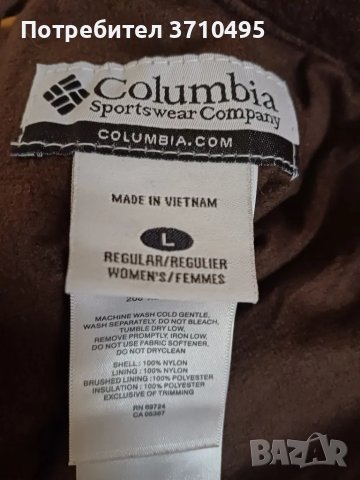 Потребител 3710495
Columbia
Sportswear Company
COLUMBIA.COM
MADE IN VIETNAM
L
REGULAR/REGULIER
WOMEN'S/FEMMES
MACHINE WASH COLD GENTLE,
WASH SEPARATELY, DO NOT BLEACH,
TUMBLE DRY LOW,
REMOVE PROMPTLY, IRON LOW,
DO NOT USE FABRIC SOFTENER,
DO NOT DRYCLEAN
SHELL: 100% NYLON
LINING : 100% NYLON
BRUSHED LINING : 100% POLYESTER
INSULATION : 100% POLYESTER
EXCLUSIVE OF TRIMMING
RN 69724
CA 05367
BAZAR